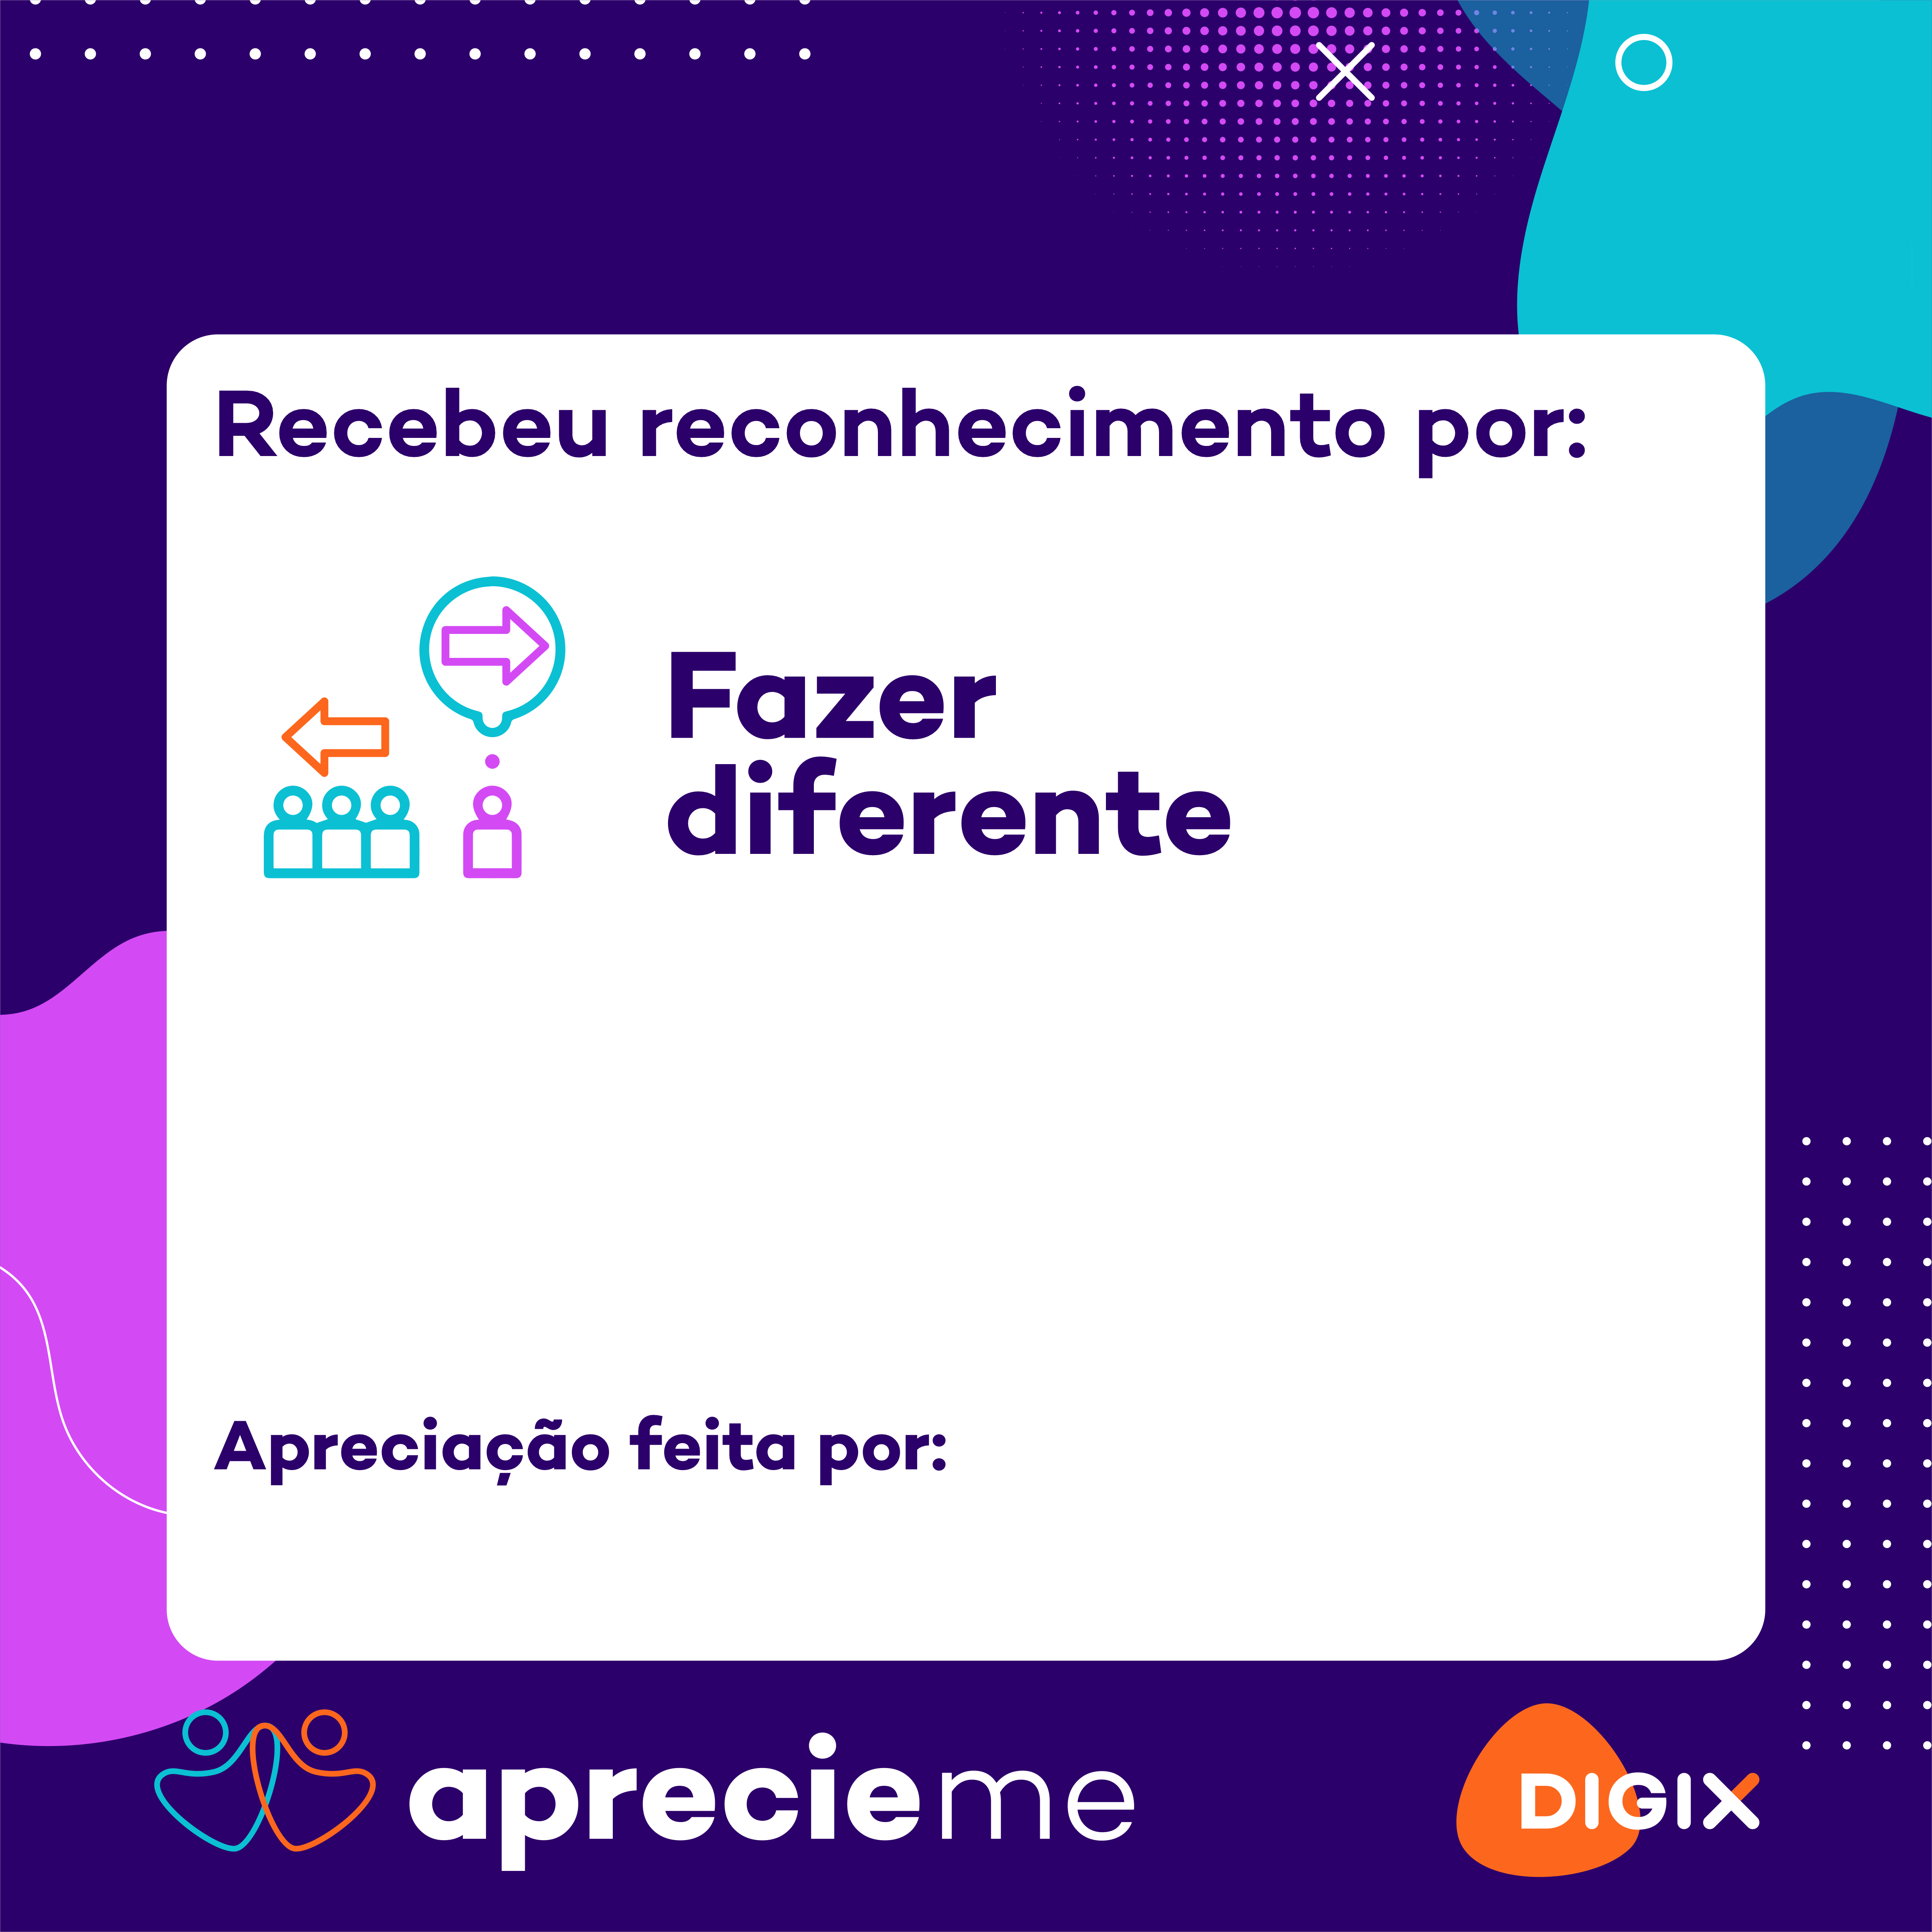 Recebeu reconhecimento por:
Fazer
diferente
Apreciação feita por:
aprecieme
DIGIX